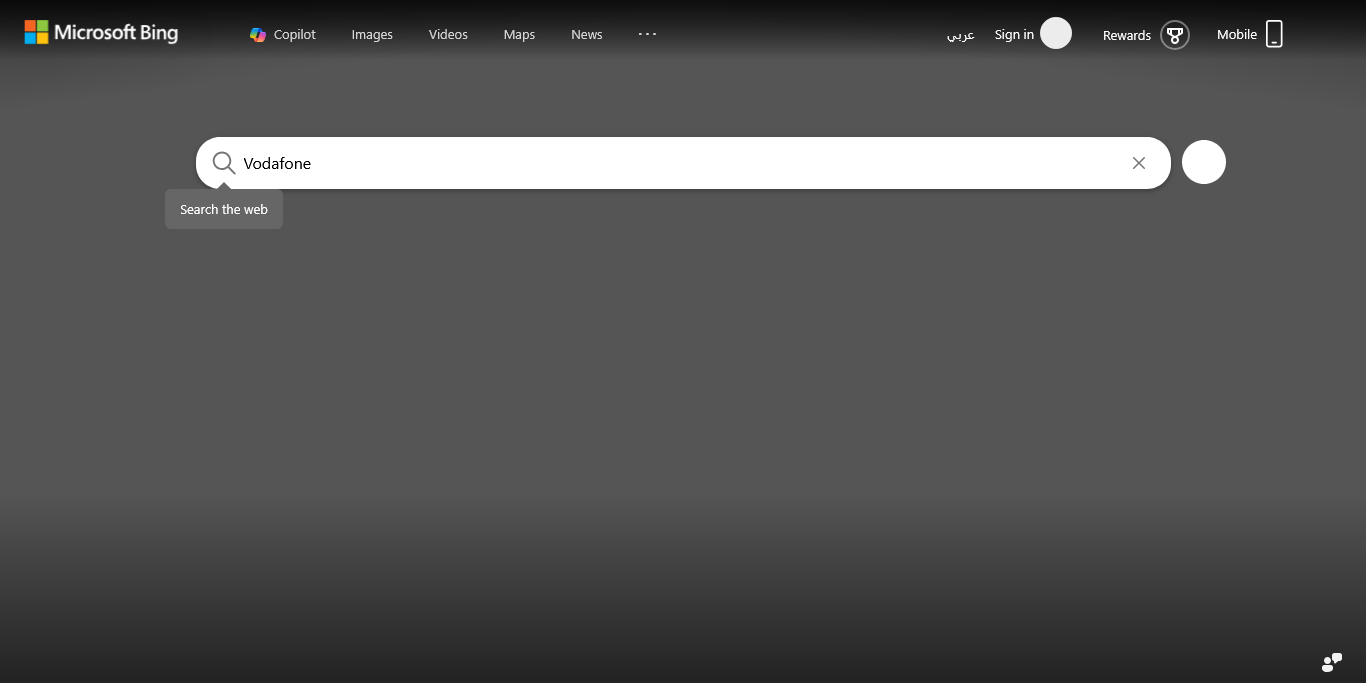 Microsoft Bing
Copilot
Images
Videos
Maps
News
عربي
Sign in
Rewards
Mobile
Vodafone
Search the web